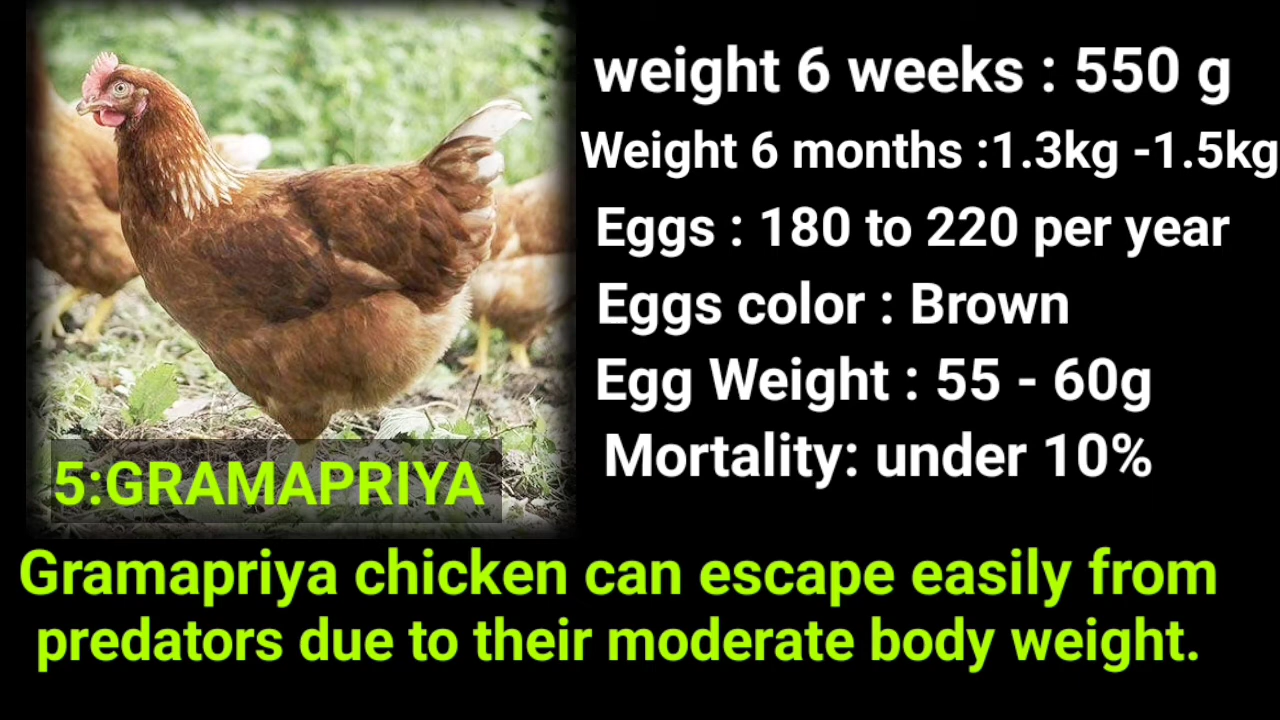 weight 6 weeks : 550 g
Weight 6 months :1.3kg -1.5kg
Eggs : 180 to 220 per year
Eggs color : Brown
Egg Weight : 55 - 60g
Mortality: under 10%
5:GRAMAPRIYA
Gramapriya chicken can escape easily from
predators due to their moderate body weight.